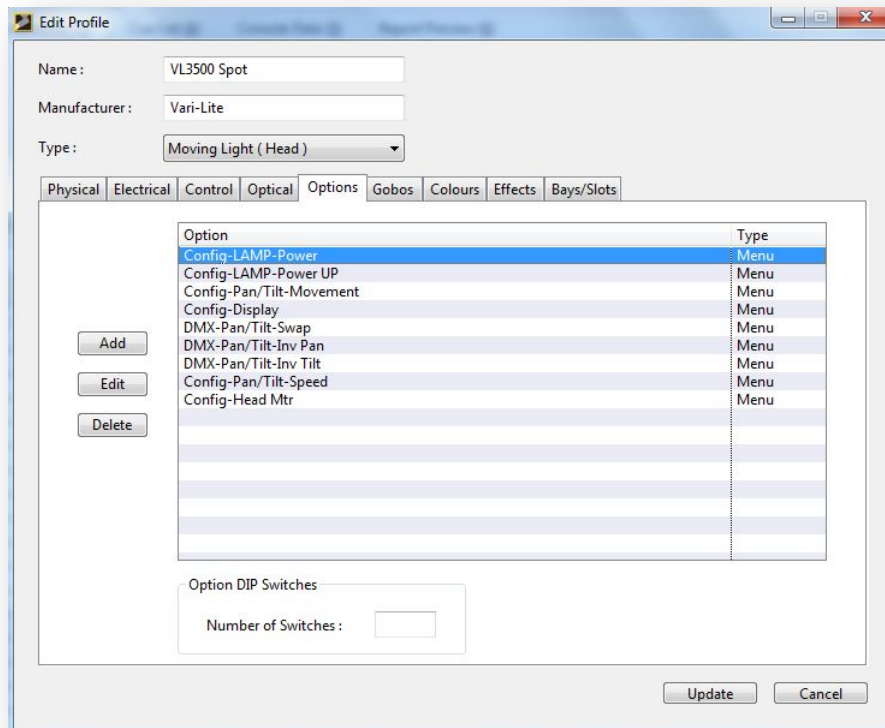 Edit Profile
Name :
VL3500 Spot
Manufacturer :
Vari-Lite
Type :
Moving Light ( Head )
Physical Electrical Control Optical Options Gobos Colours Effects Bays/Slots
Option Type
Config-LAMP-Power Menu
Config-LAMP-Power UP Menu
Config-Pan/Tilt-Movement Menu
Config-Display Menu
DMX-Pan/Tilt-Swap Menu
DMX-Pan/Tilt-Inv Pan Menu
DMX-Pan/Tilt-Inv Tilt Menu
Config-Pan/Tilt-Speed Menu
Config-Head Mtr Menu
Add
Edit
Delete
Option DIP Switches
Number of Switches :
Update Cancel